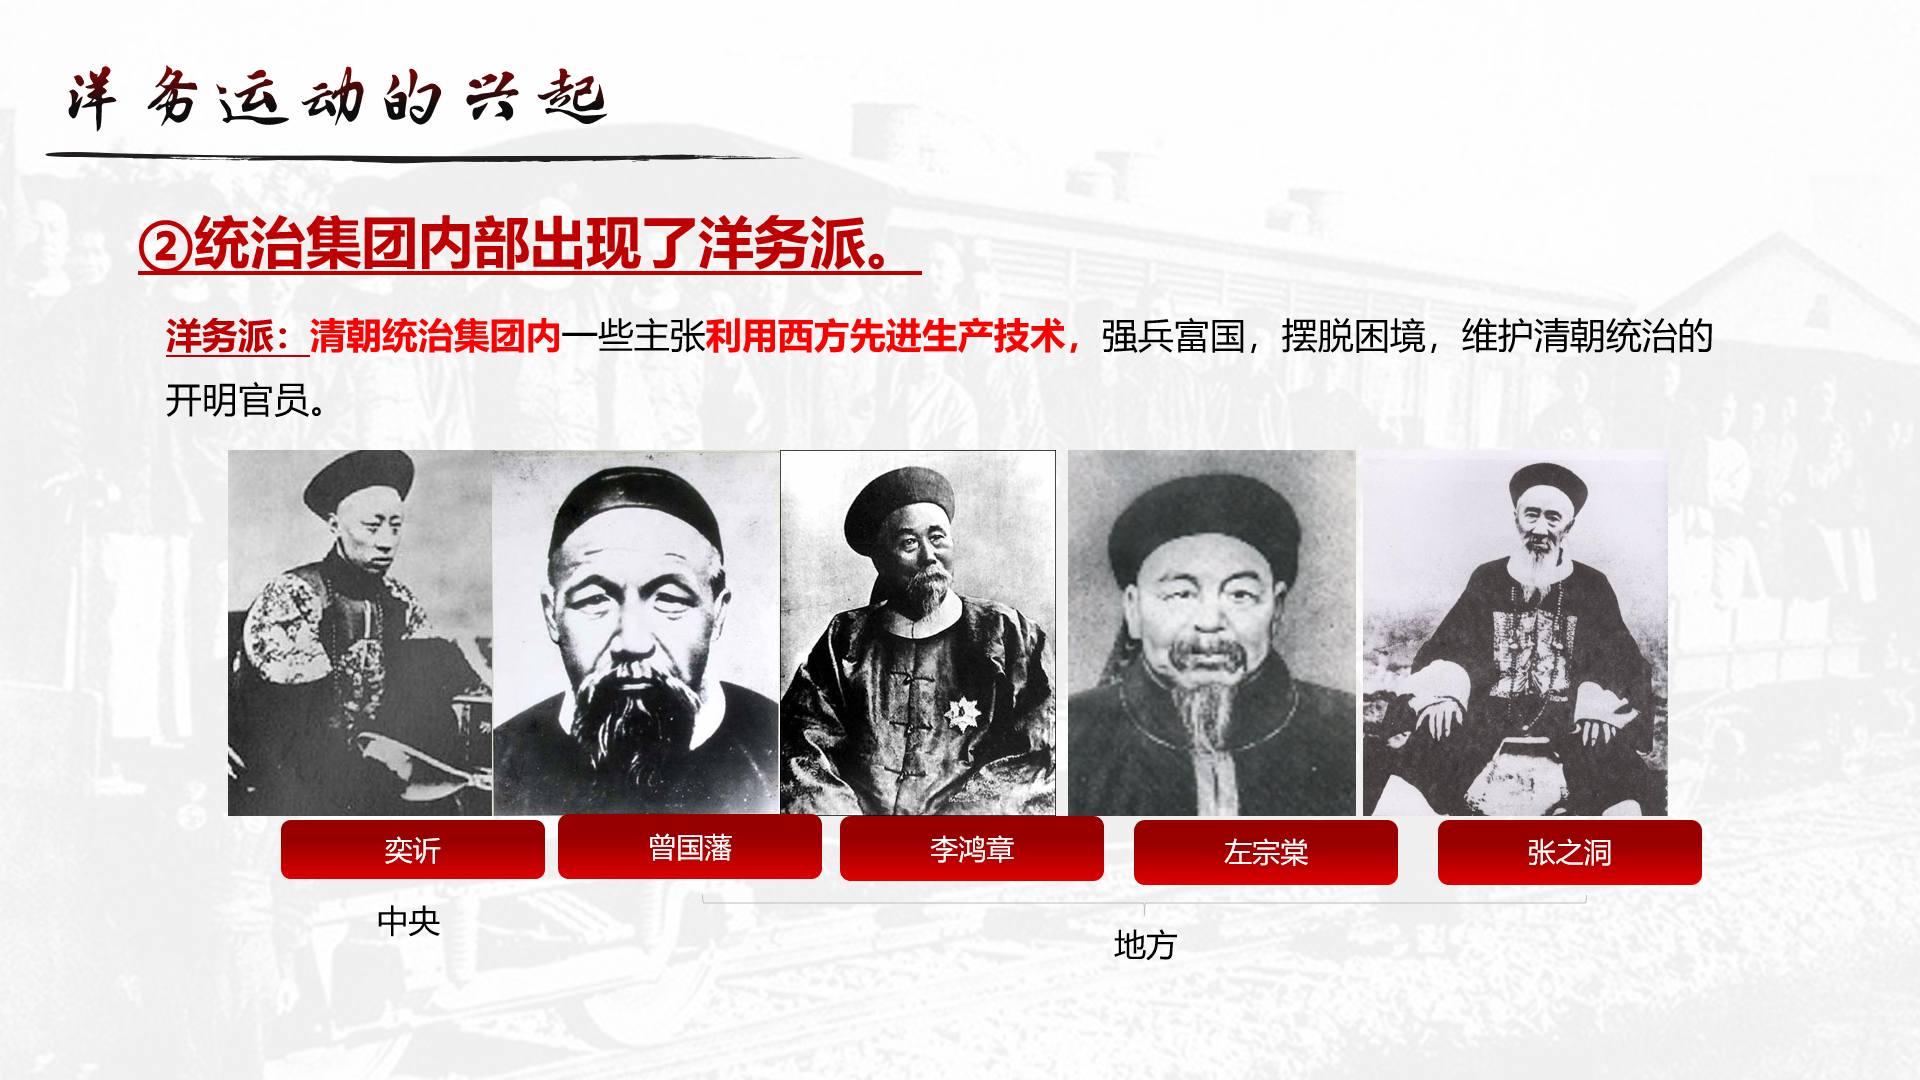 洋务运动的兴起
②统治集团内部出现了洋务派。
洋务派：清朝统治集团内一些主张利用西方先进生产技术，强兵富国，摆脱困境，维护清朝统治的
开明官员。
奕䜣 曾国藩 李鸿章 左宗棠 张之洞
中央
地方